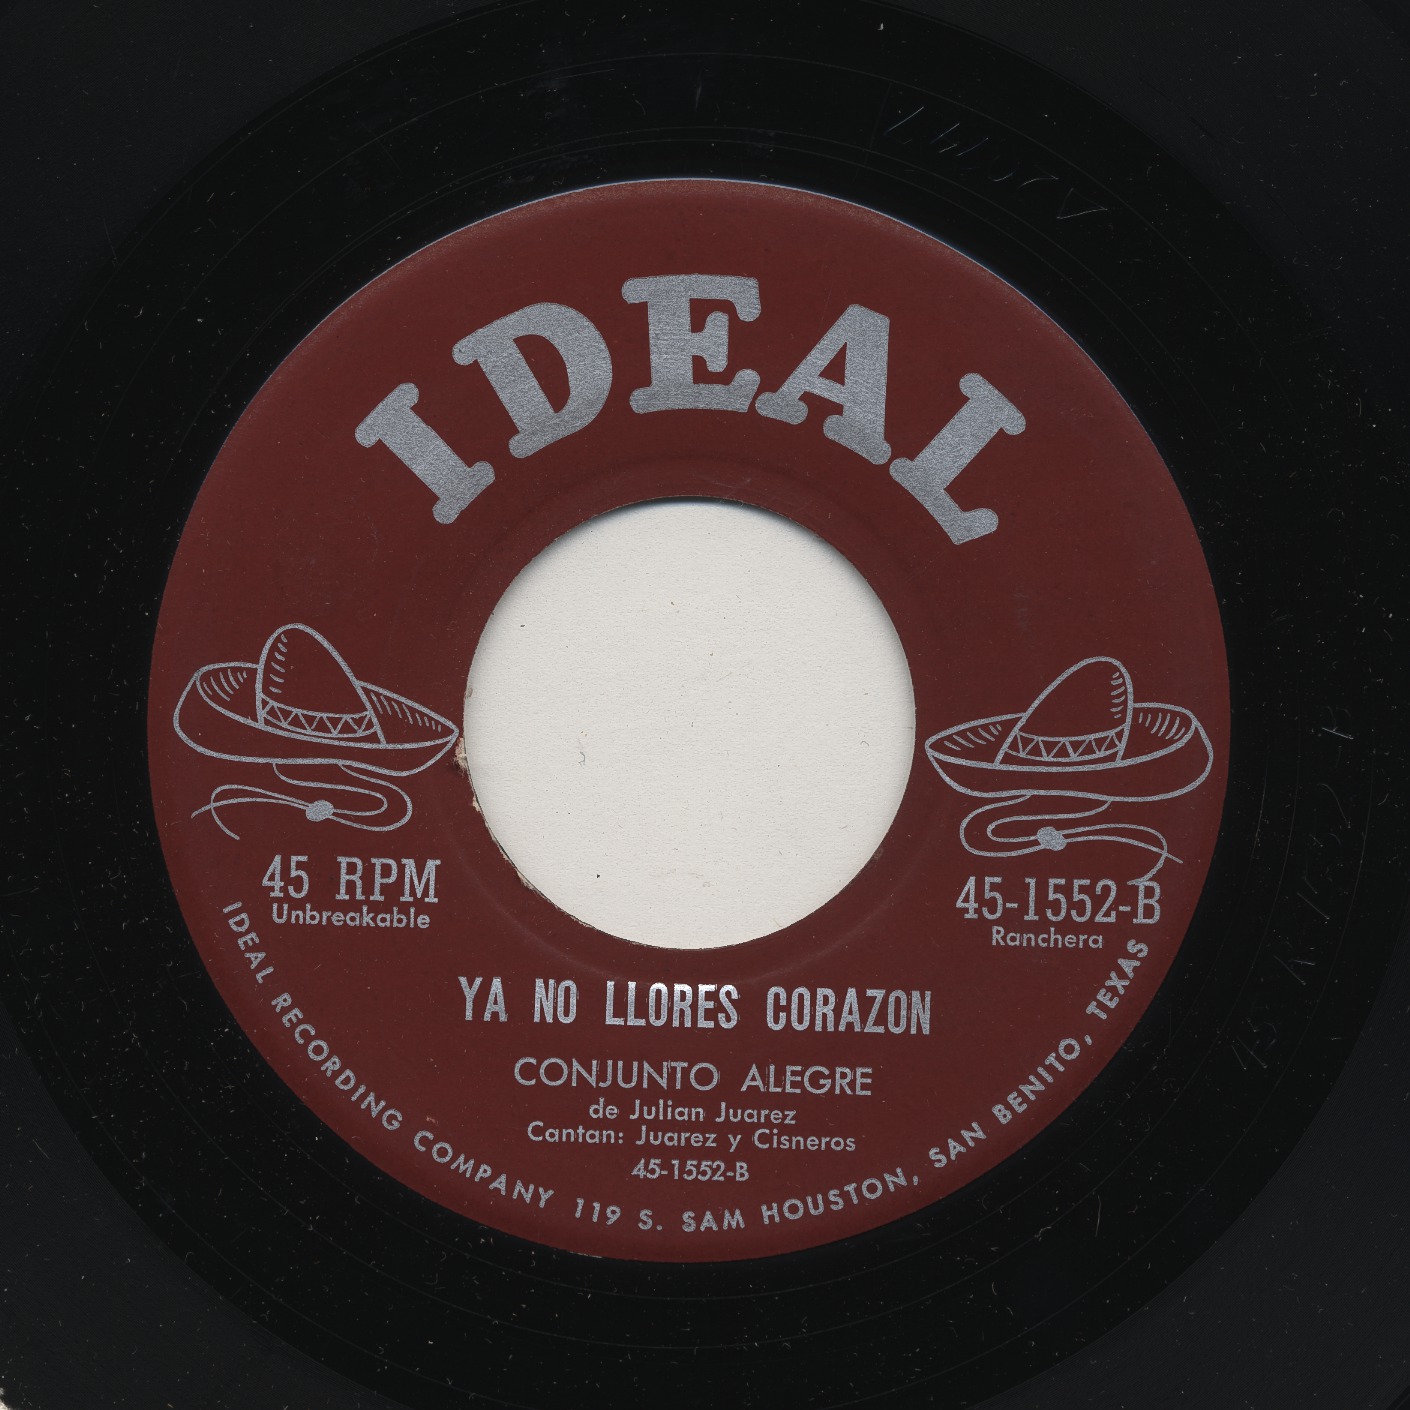 IDEAL
45 RPM
Unbreakable
45-1552-B
Ranchera
YA NO LLORES CORAZON
CONJUNTO ALEGRE
de Julian Juarez
Cantan: Juarez y Cisneros
45-1552-B
IDEAL RECORDING COMPANY 119 S. SAM HOUSTON, SAN BENITO, TEXAS